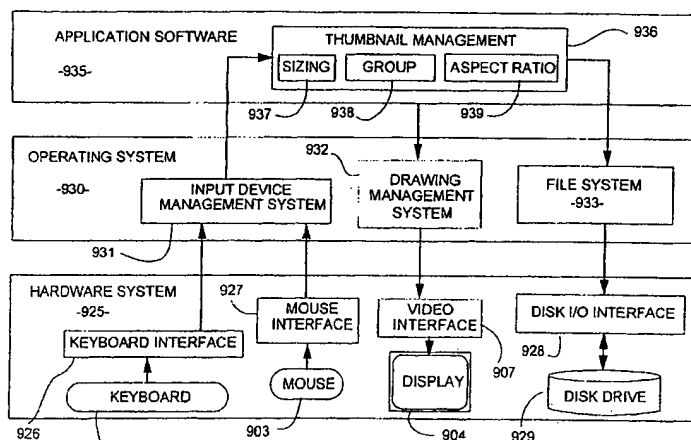 APPLICATION SOFTWARE
-935-
THUMBNAIL MANAGEMENT
936
SIZING
GROUP
ASPECT RATIO
937
938
939
OPERATING SYSTEM
-930-
932
INPUT DEVICE
MANAGEMENT SYSTEM
931
DRAWING
MANAGEMENT
SYSTEM
FILE SYSTEM
-933-
HARDWARE SYSTEM
-925-
927
MOUSE
INTERFACE
VIDEO
INTERFACE
DISK I/O INTERFACE
KEYBOARD INTERFACE
907
928
926
KEYBOARD
MOUSE
903
DISPLAY
904
DISK DRIVE
929